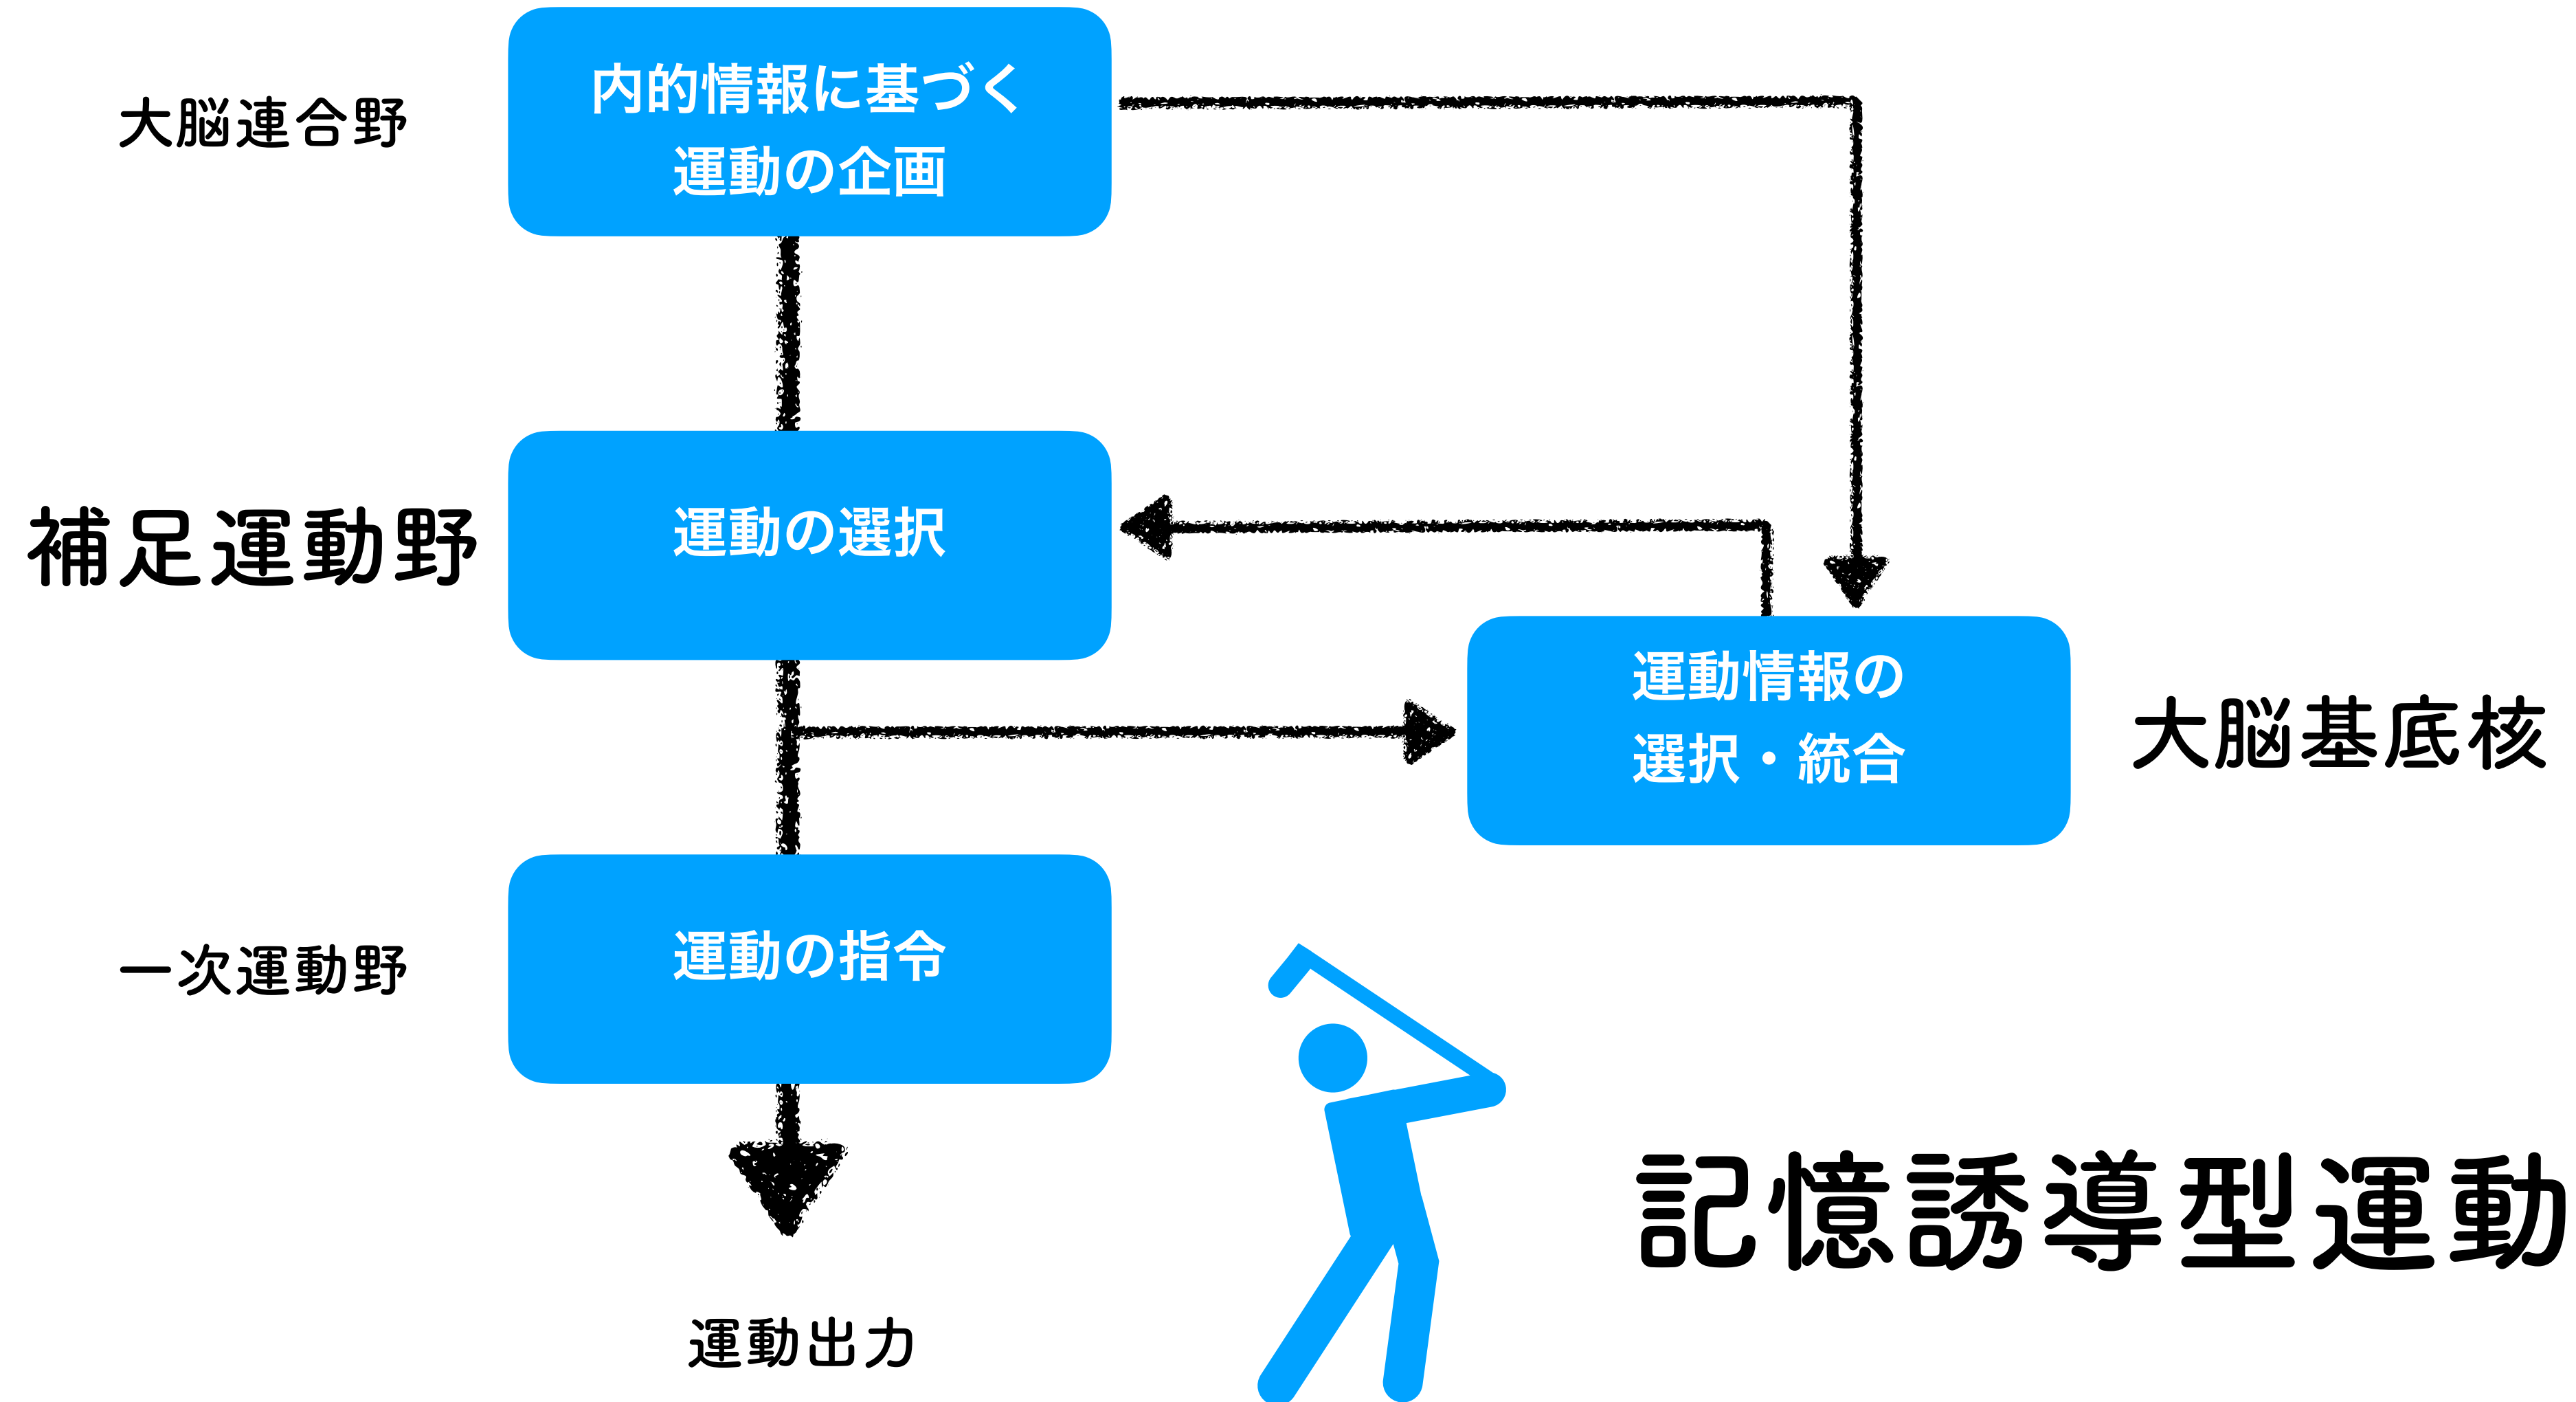 大脳連合野
内的情報に基づく
運動の企画
補足運動野
運動の選択
運動情報の
選択・統合
大脳基底核
一次運動野
運動の指令
記憶誘導型運動
運動出力